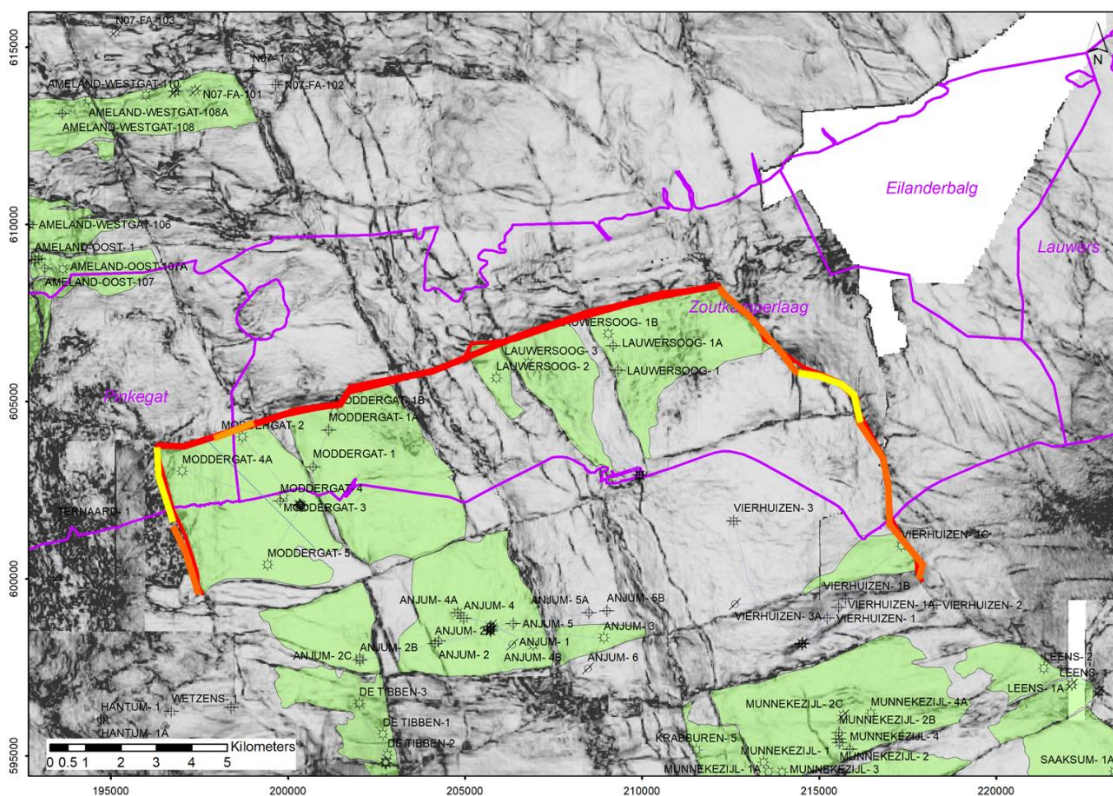 N07-FA-103
615000
N07- 1
N
AMELAND-WESTGAT-110
N07-FA-102
N07-FA-101
AMELAND-WESTGAT-108A
AMELAND-WESTGAT-108
Eilanderbalg
610000
AMELAND-WESTGAT-106
Lauwers
AMELAND-OOST- 1
AMELAND-OOST-107A
AMELAND-OOST-107
Zoutkamperlaag
LAUWERSOOG- 1B
LAUWERSOOG- 1A
LAUWERSOOG- 3
LAUWERSOOG- 2
LAUWERSOOG- 1
605000
Pinkegat
MODDERGAT- 1B
MODDERGAT- 2
MODDERGAT- 1A
MODDERGAT- 4A
MODDERGAT- 1
MODDERGAT- 4
TERNAARD- 1
MODDERGAT- 3
VIERHUIZEN- 3
VIERHUIZEN- 1C
MODDERGAT- 5
600000
VIERHUIZEN- 1B
ANJUM- 4A
ANJUM- 4
ANJUM- 5A
ANJUM- 5B
VIERHUIZEN- 1A
VIERHUIZEN- 2
VIERHUIZEN- 3A
VIERHUIZEN- 1
ANJUM- 5
ANJUM- 3
ANJUM- 1
ANJUM- 2C
ANJUM- 2B
ANJUM- 2
ANJUM- 4B
ANJUM- 6
LEENS- 2
LEENS- 1
LEENS- 1A
DE TIBBEN-3
WETZENS- 1
HANTUM- 1
HANTUM- 1A
MUNNEKEZIJL- 2C
MUNNEKEZIJL- 4A
MUNNEKEZIJL- 2B
DE TIBBEN-1
KRABBUREN- 5
MUNNEKEZIJL- 4
DE TIBBEN-2
MUNNEKEZIJL- 1
MUNNEKEZIJL- 2
SAAKSUM- 1A
MUNNEKEZIJL- 1A
MUNNEKEZIJL- 3
Kilometers
0 0.5 1 2 3 4 5
595000
195000 200000 205000 210000 215000 220000